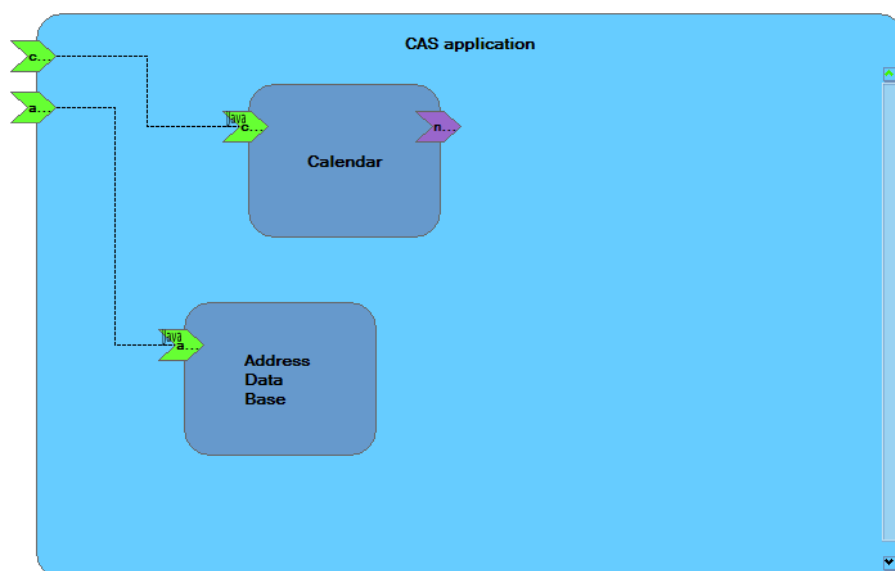 CAS application
c...
a...
Java
c...
n...
Calendar
Java
a...
Address
Data
Base